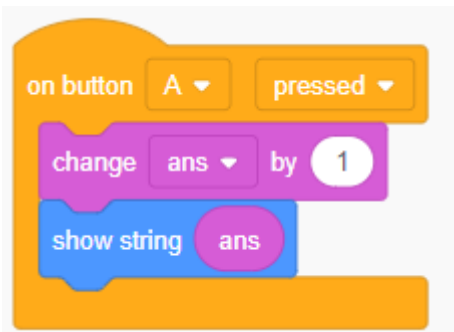 on button A pressed
change ans by 1
show string ans